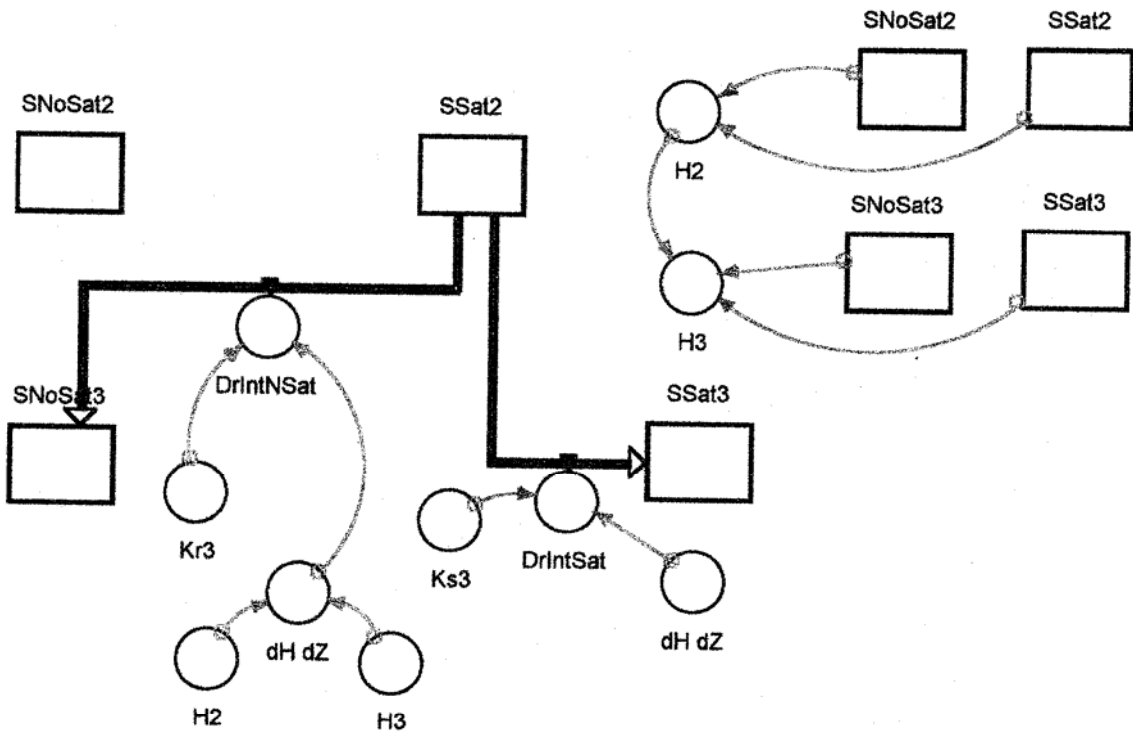 SNoSat2
SSat2
SNoSat2
SSat2
H2
SNoSat3
SSat3
H3
DrIntNSat
SNoSat3
SSat3
Kr3
Ks3
DrIntSat
dH dZ
dH dZ
H2
H3